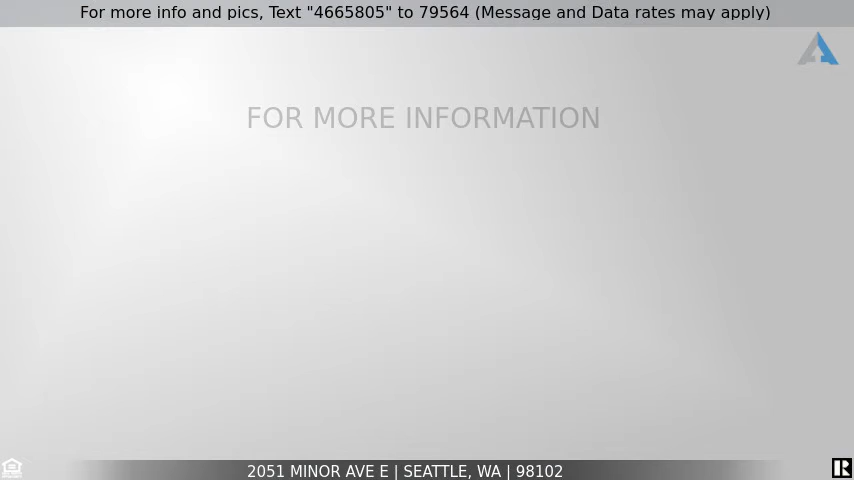 For more info and pics, Text "4665805" to 79564 (Message and Data rates may apply)
FOR MORE INFORMATION
2051 MINOR AVE E | SEATTLE, WA | 98102